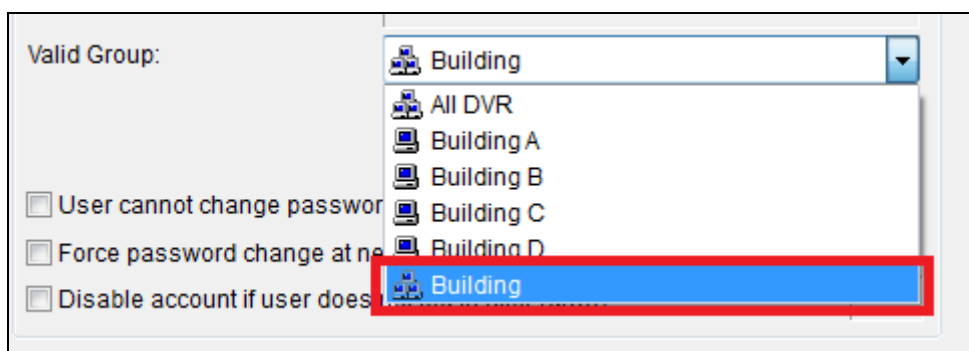 Valid Group:
Building
All DVR
Building A
Building B
User cannot change passwor
Building C
Force password change at ne
Building D
Building
Disable account if user does